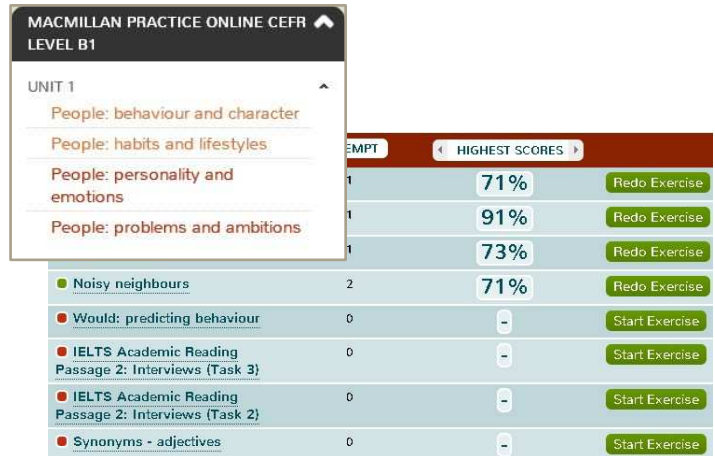 MACMILLAN PRACTICE ONLINE CEFR
LEVEL B1
UNIT 1
People: behaviour and character
People: habits and lifestyles
People: personality and
emotions
People: problems and ambitions
EMPT HIGHEST SCORES
1 71% Redo Exercise
1 91% Redo Exercise
1 73% Redo Exercise
Noisy neighbours 2 71% Redo Exercise
Would: predicting behaviour 0 - Start Exercise
IELTS Academic Reading 0 - Start Exercise
Passage 2: Interviews (Task 3)
IELTS Academic Reading 0 - Start Exercise
Passage 2: Interviews (Task 2)
Synonyms - adjectives 0 - Start Exercise